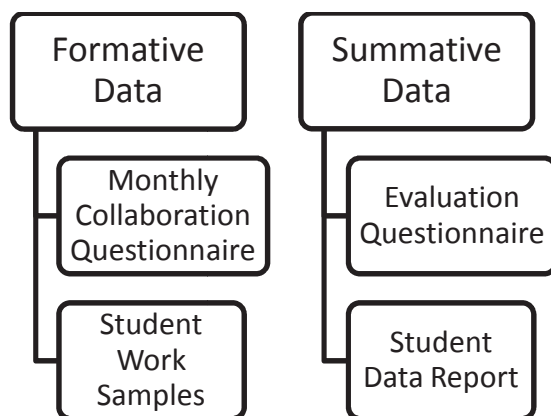 Formative
Data
Monthly
Collaboration
Questionnaire
Student
Work
Samples
Summative
Data
Evaluation
Questionnaire
Student
Data Report